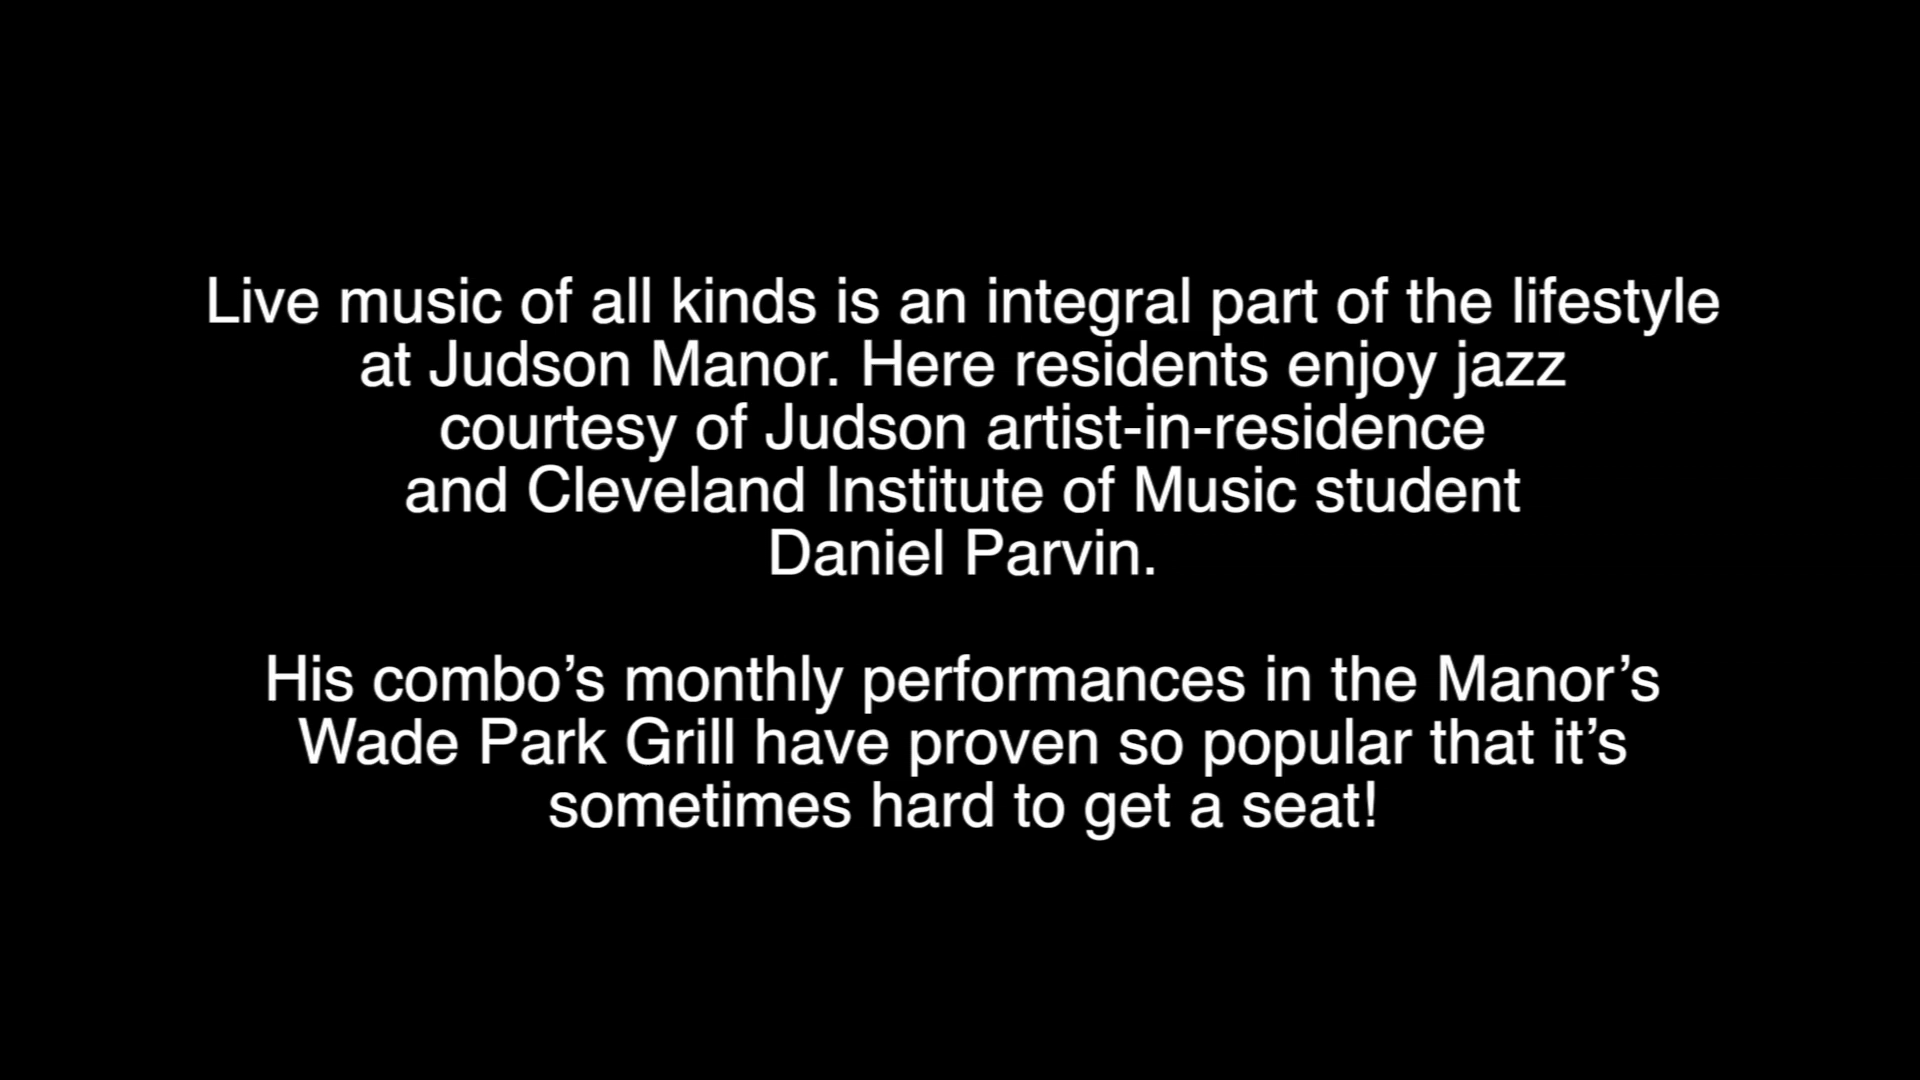 Live music of all kinds is an integral part of the lifestyle
at Judson Manor. Here residents enjoy jazz
courtesy of Judson artist-in-residence
and Cleveland Institute of Music student
Daniel Parvin.
His combo’s monthly performances in the Manor’s
Wade Park Grill have proven so popular that it’s
sometimes hard to get a seat!